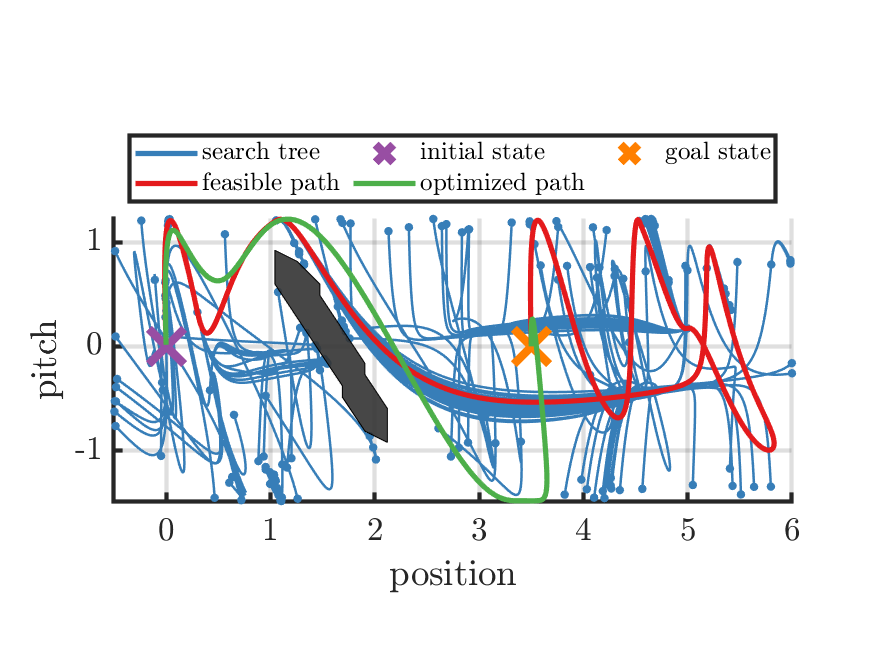 search tree initial state goal state
feasible path optimized path
1
0
-1
pitch
0 1 2 3 4 5 6
position